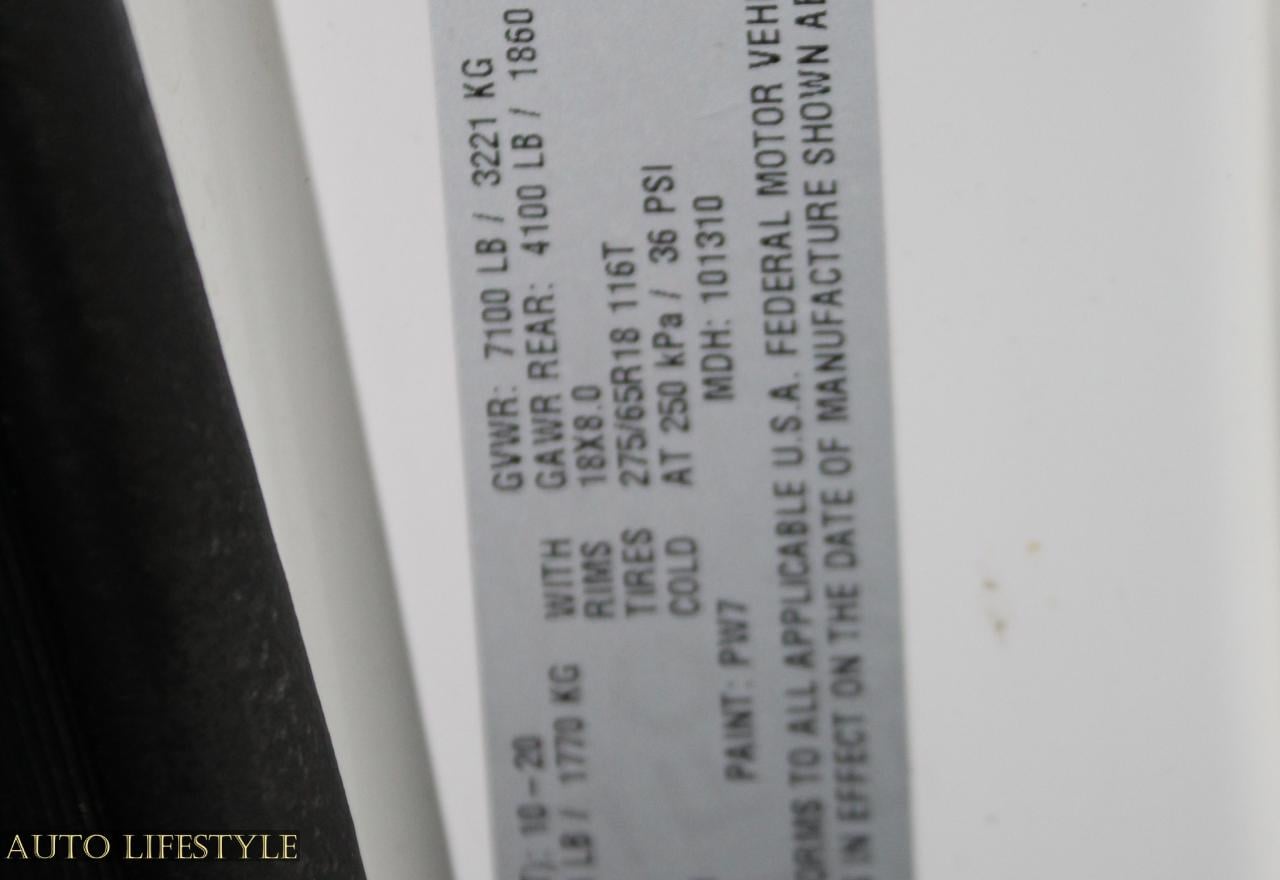 T): 10-20 GVWR: 7100 LB / 3221 KG
LB / 1770 KG WITH GAWR REAR: 4100 LB / 1860
RIMS 18X8.0
TIRES 275/65R18 116T
COLD AT 250 kPa / 36 PSI
PAINT: PW7 MDH: 101310
ORMS TO ALL APPLICABLE U.S.A. FEDERAL MOTOR VEHI
IN EFFECT ON THE DATE OF MANUFACTURE SHOWN AB
AUTO LIFESTYLE